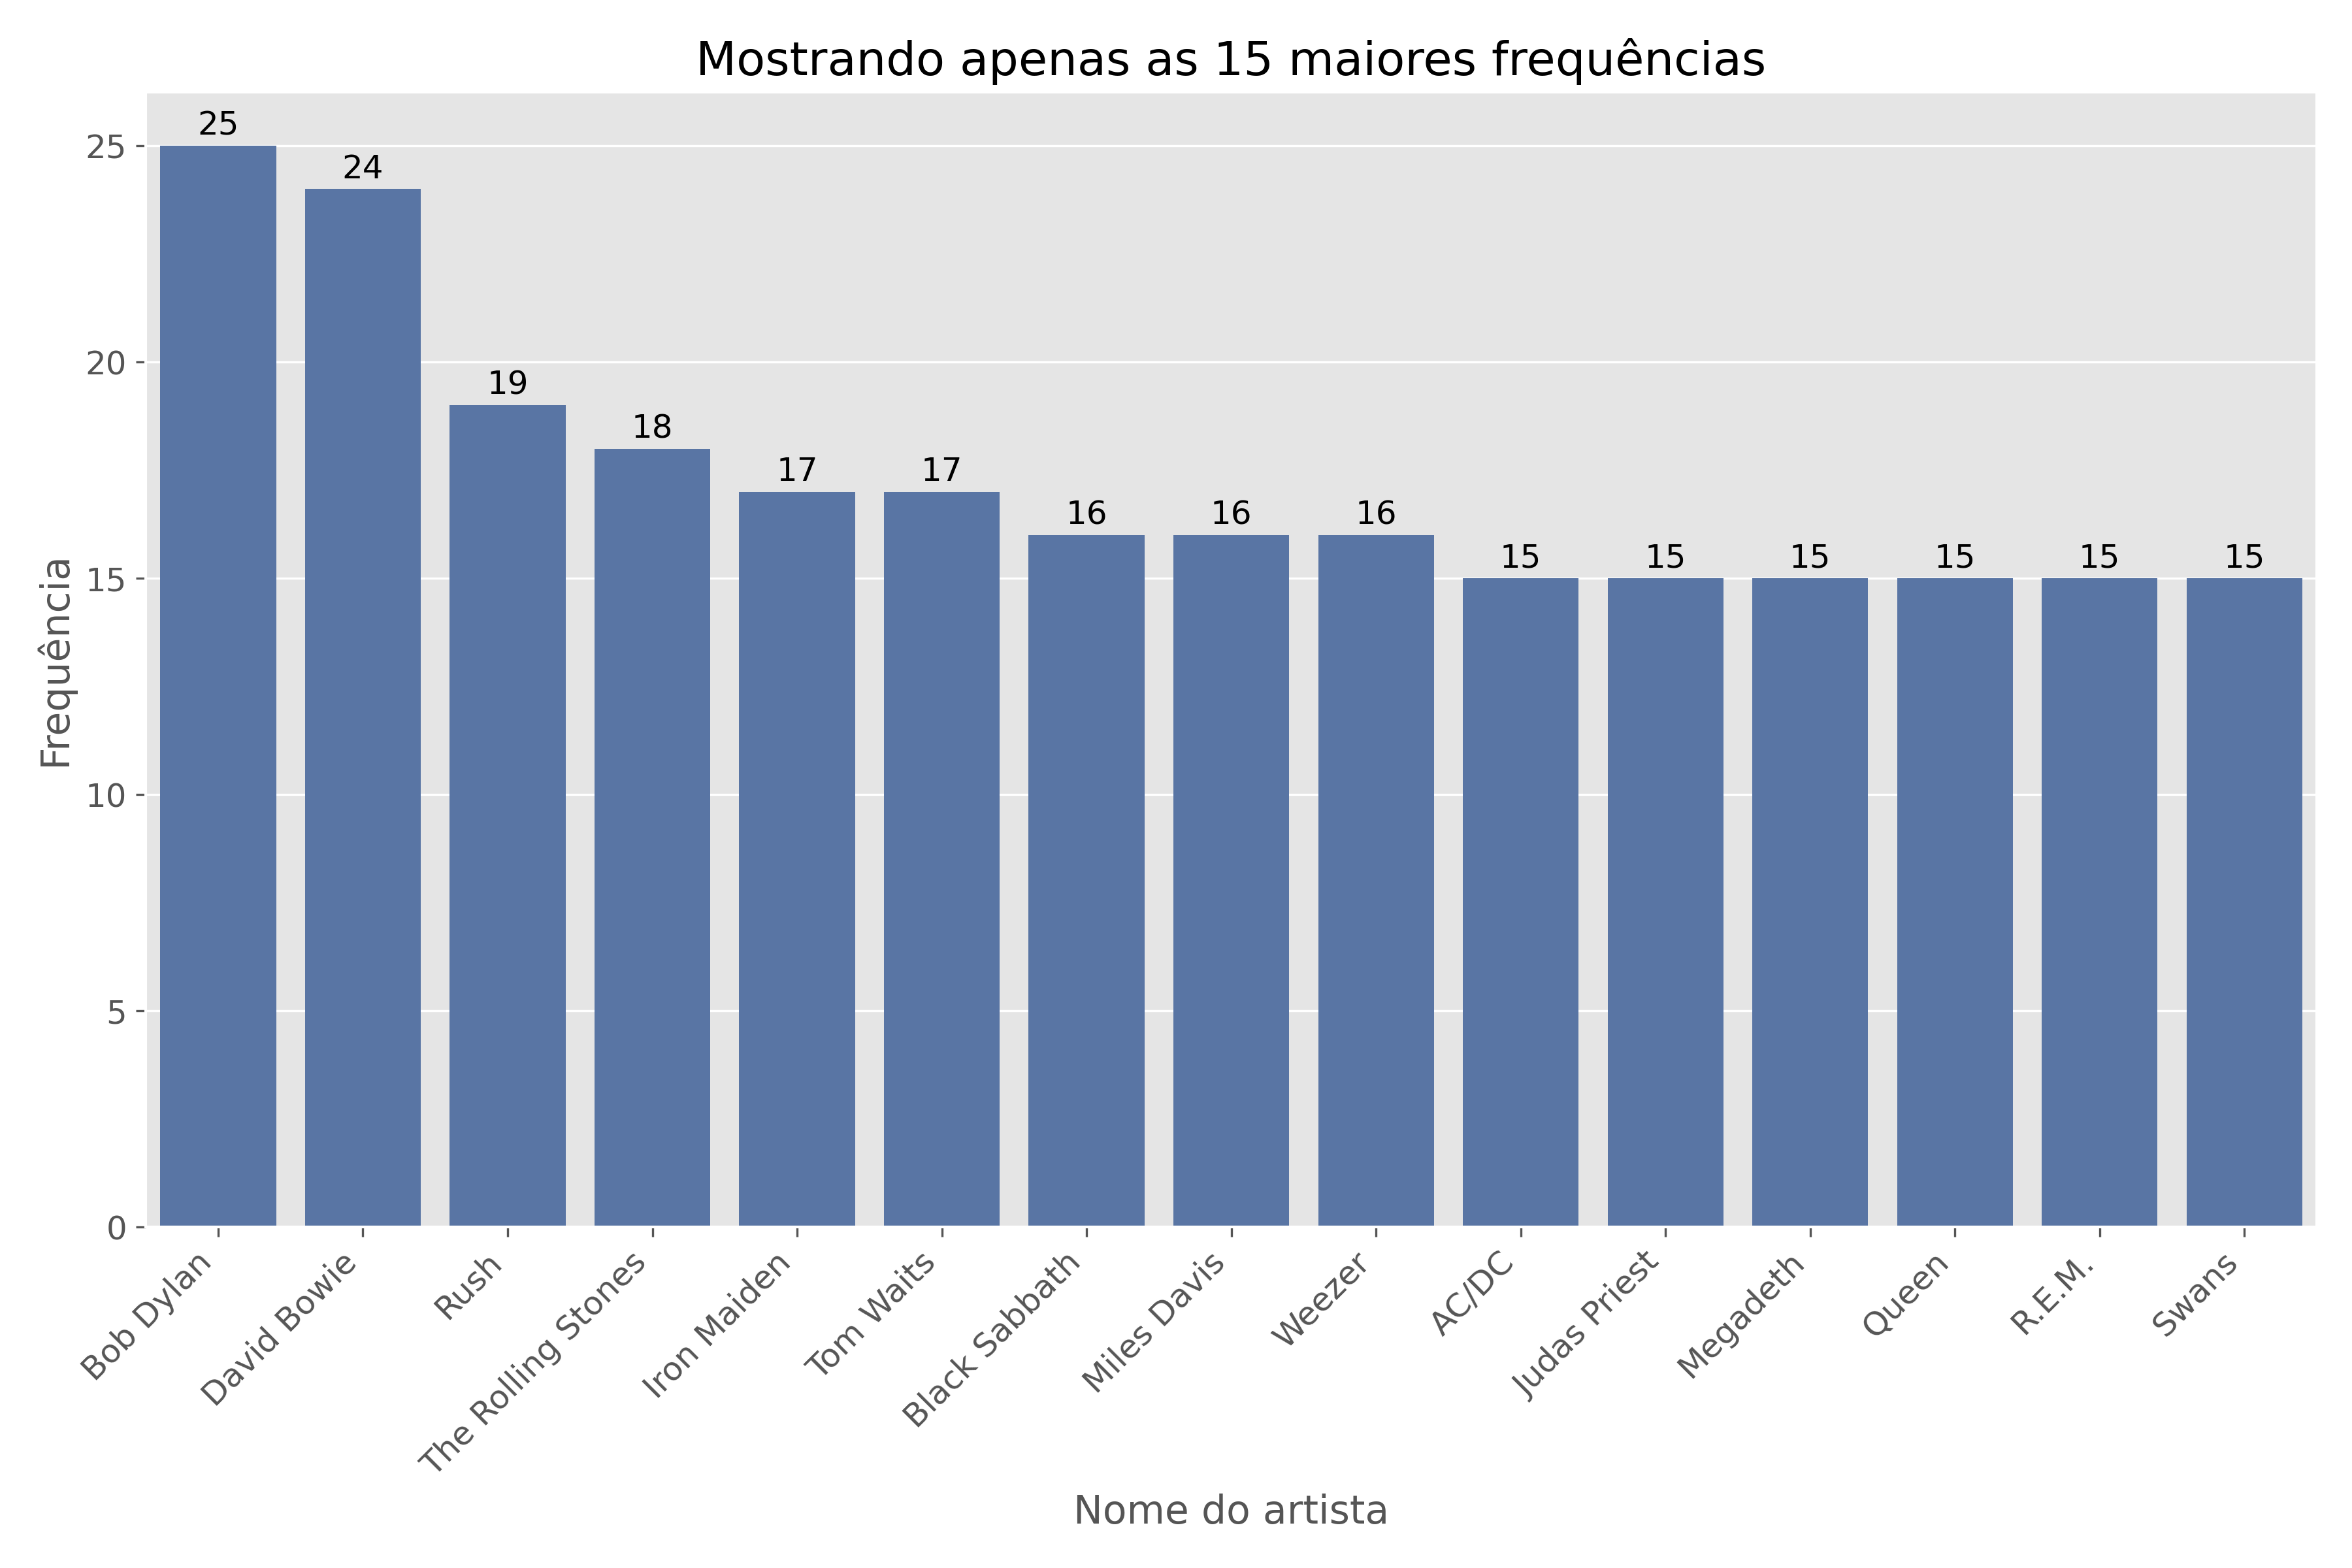 Mostrando apenas as 15 maiores frequências
25
24
19
18
17
17
16
16
16
15
15
15
15
15
15
25
20
15
10
5
0
Frequência
Bob Dylan
David Bowie
Rush
The Rolling Stones
Iron Maiden
Tom Waits
Black Sabbath
Miles Davis
Weezer
AC/DC
Judas Priest
Megadeth
Queen
R.E.M.
Swans
Nome do artista